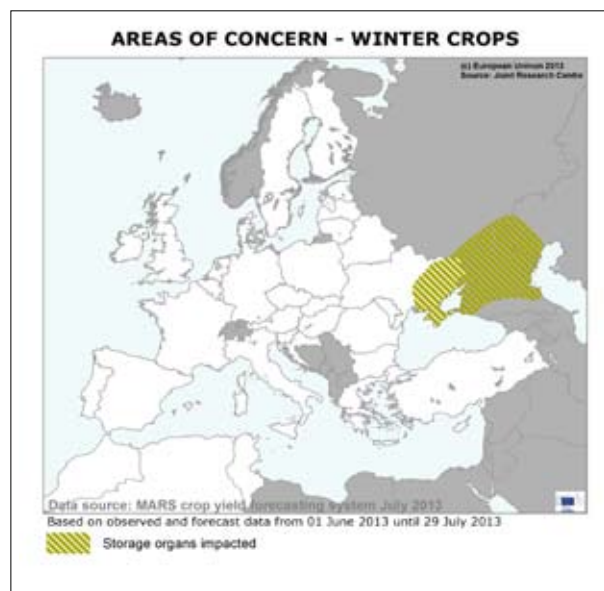 AREAS OF CONCERN - WINTER CROPS
(c) European Uninon 2013
Source: Joint Research Centre
Data source: MARS crop yield forecasting system July 2013
Based on observed and forecast data from 01 June 2013 until 29 July 2013
Storage organs impacted